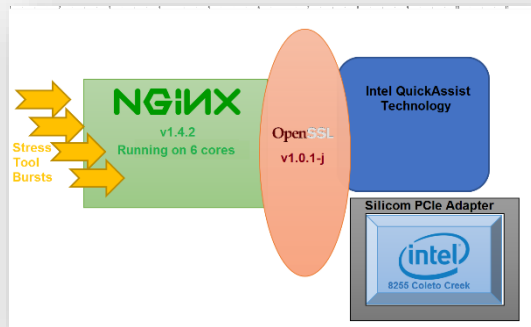 NGiNX
v1.4.2
Running on 6 cores
Stress
Tool
Bursts
OpenSSL
v1.0.1-j
Intel QuickAssist
Technology
Silicom PCIe Adapter
intel
8255 Coleto Creek